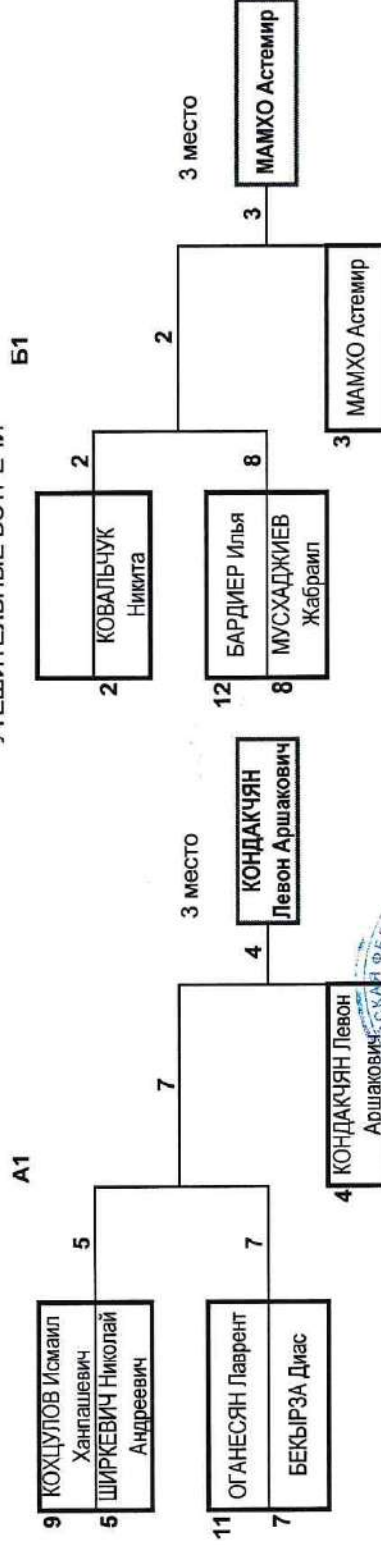 УТЕШИТЕЛЬНЫЕ ВСТРЕЧИ
А1
9
КОХЦУЛОВ Исмаил
Ханпашевич
5
ШИРКЕВИЧ Николай
Андреевич
5
11
ОГАНЕСЯН Лаврент
7
БЕКЫРЗА Диас
7
7
4
КОНДАКЧЯН Левон
Аршакович
4
3 место
КОНДАКЧЯН
Левон Аршакович
Б1
2
КОВАЛЬЧУК
Никита
2
12
БАРДИЕР Илья
8
МУСХАДЖИЕВ
Жабраил
8
2
3
МАМХО Астемир
3
3 место
МАМХО Астемир